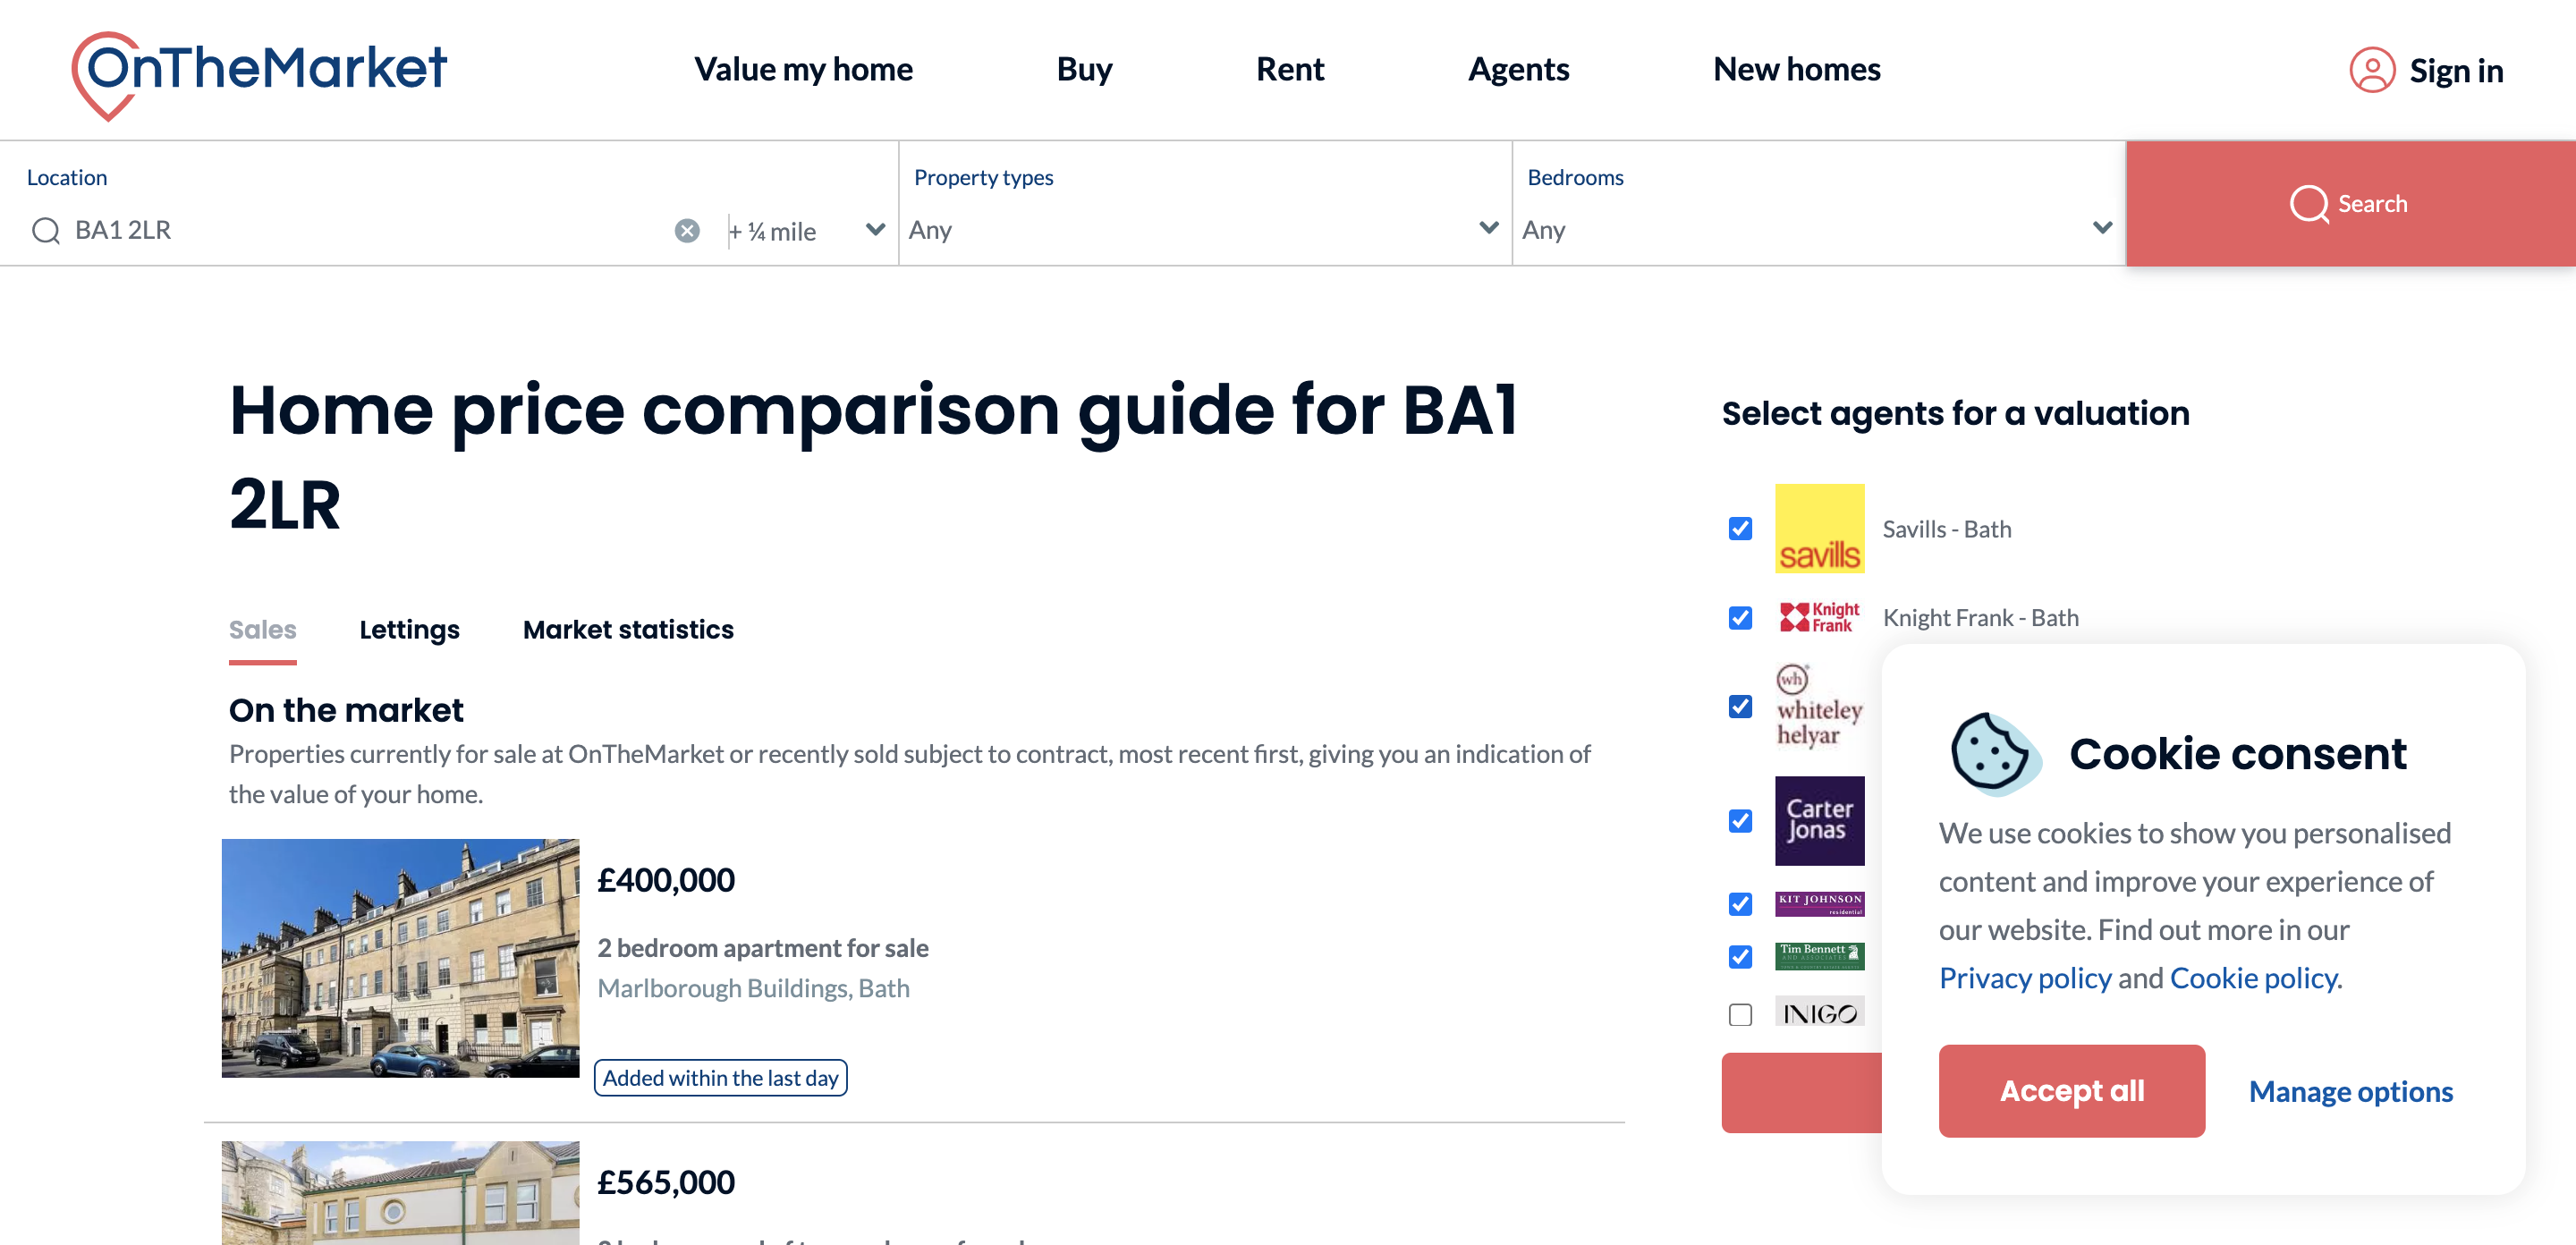 OnTheMarket
Value my home
Buy
Rent
Agents
New homes
Sign in
Location
BA1 2LR
+ ¼ mile
Property types
Any
Bedrooms
Any
Search
Home price comparison guide for BA1
2LR
Sales
Lettings
Market statistics
On the market
Properties currently for sale at OnTheMarket or recently sold subject to contract, most recent first, giving you an indication of
the value of your home.
£400,000
2 bedroom apartment for sale
Marlborough Buildings, Bath
Added within the last day
£565,000
Select agents for a valuation
savills
Savills - Bath
Knight
Frank
Knight Frank - Bath
wh
whiteley
helyar
Carter
Jonas
KIT JOHNSON
residential
Tim Bennett
AND ASSOCIATES
INIGO
Cookie consent
We use cookies to show you personalised
content and improve your experience of
our website. Find out more in our
Privacy policy and Cookie policy.
Accept all
Manage options